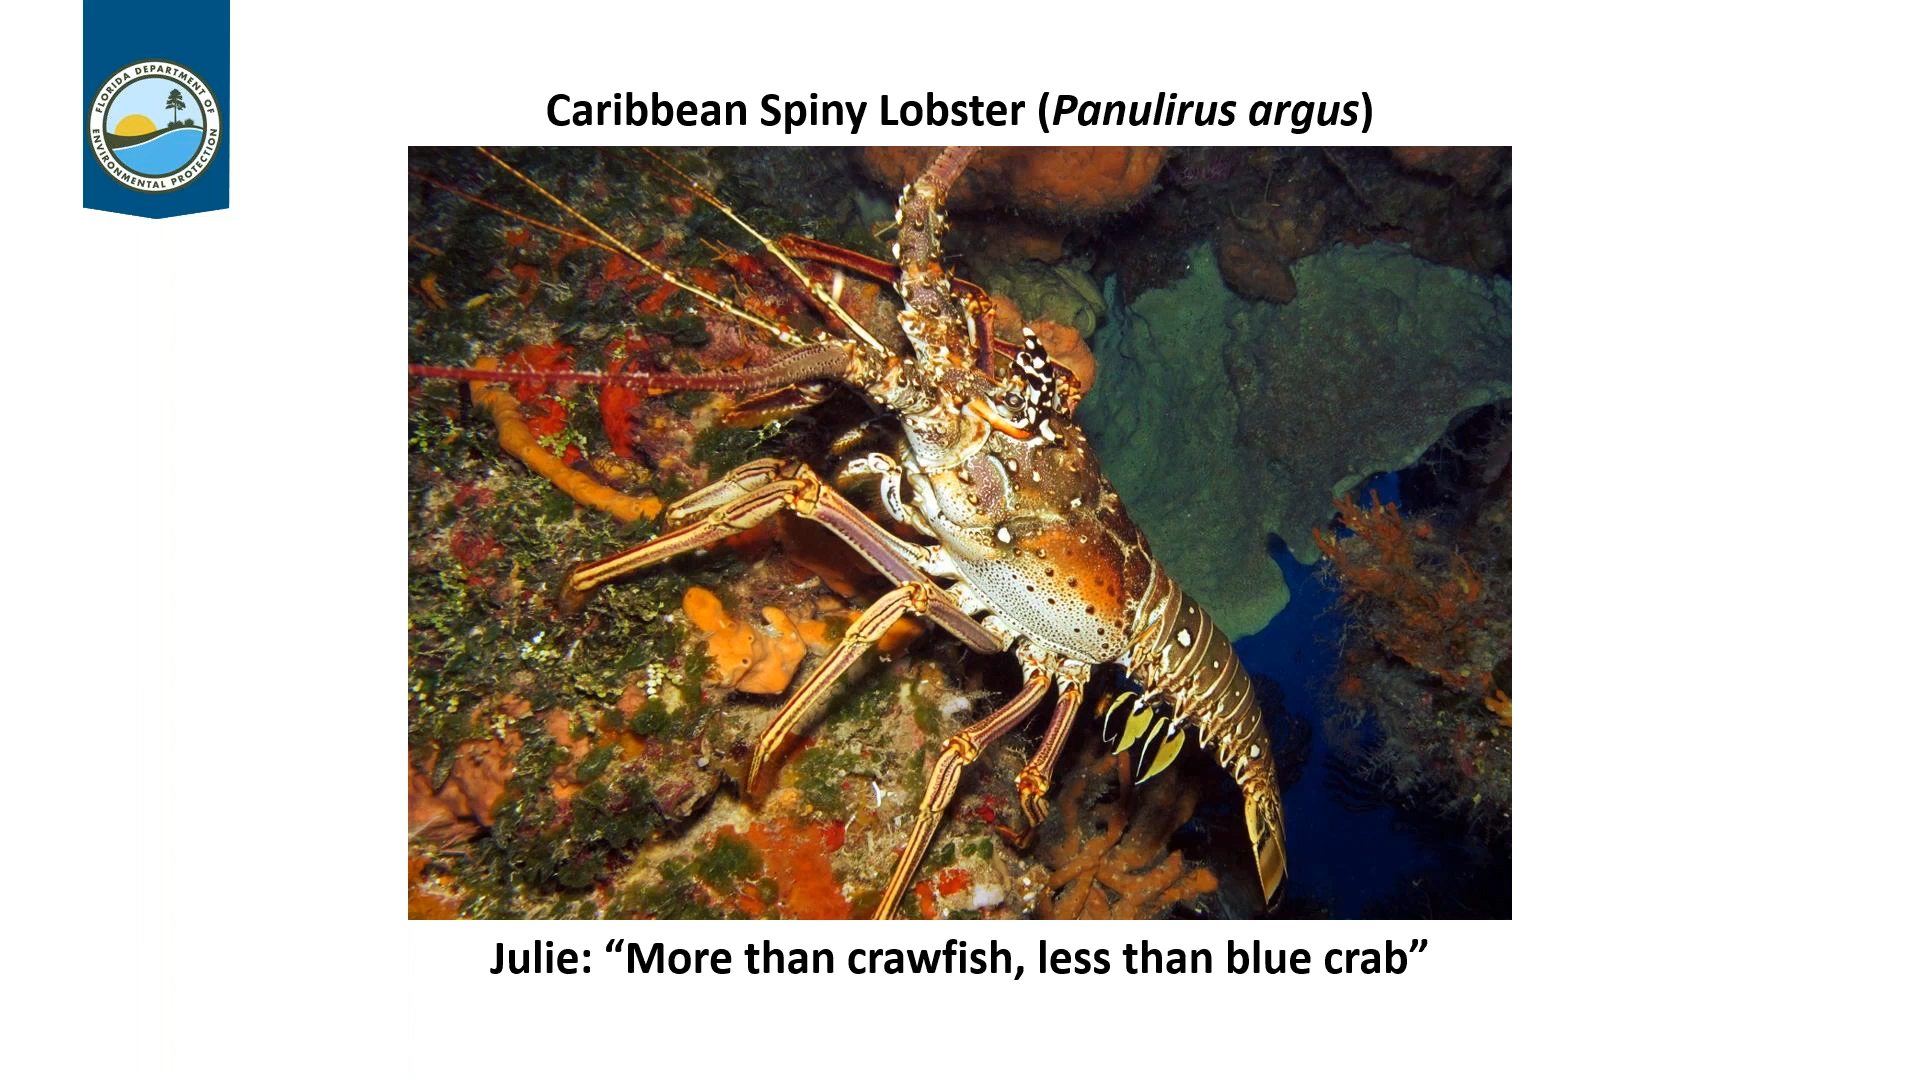 FLORIDA DEPARTMENT OF
ENVIRONMENTAL PROTECTION
Caribbean Spiny Lobster (Panulirus argus)
Julie: “More than crawfish, less than blue crab”